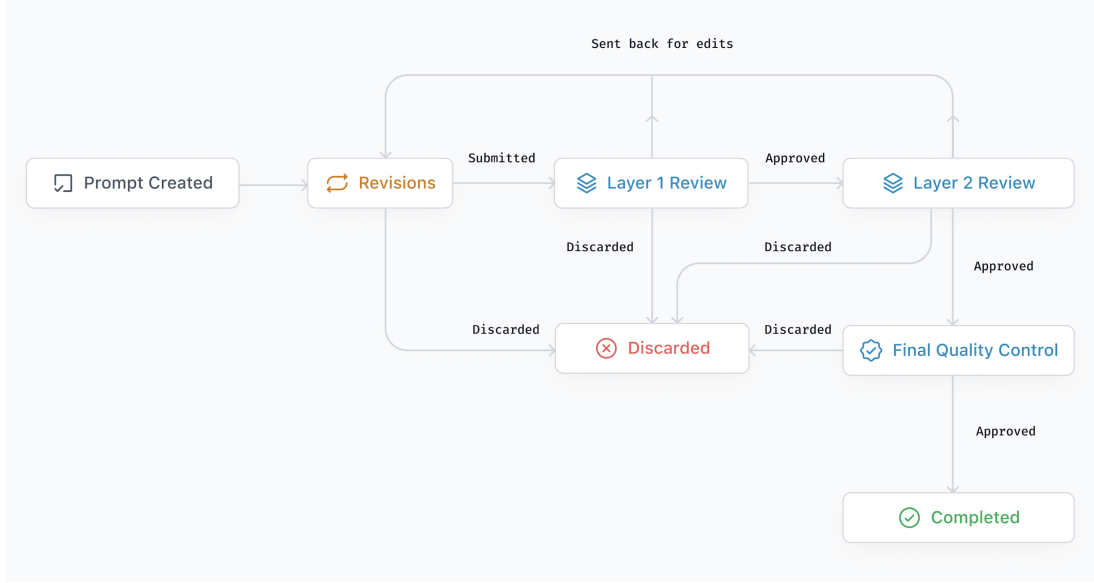 Sent back for edits
Prompt Created
Revisions
Submitted
Layer 1 Review
Approved
Layer 2 Review
Discarded
Discarded
Approved
Discarded
Discarded
Discarded
Final Quality Control
Approved
Completed